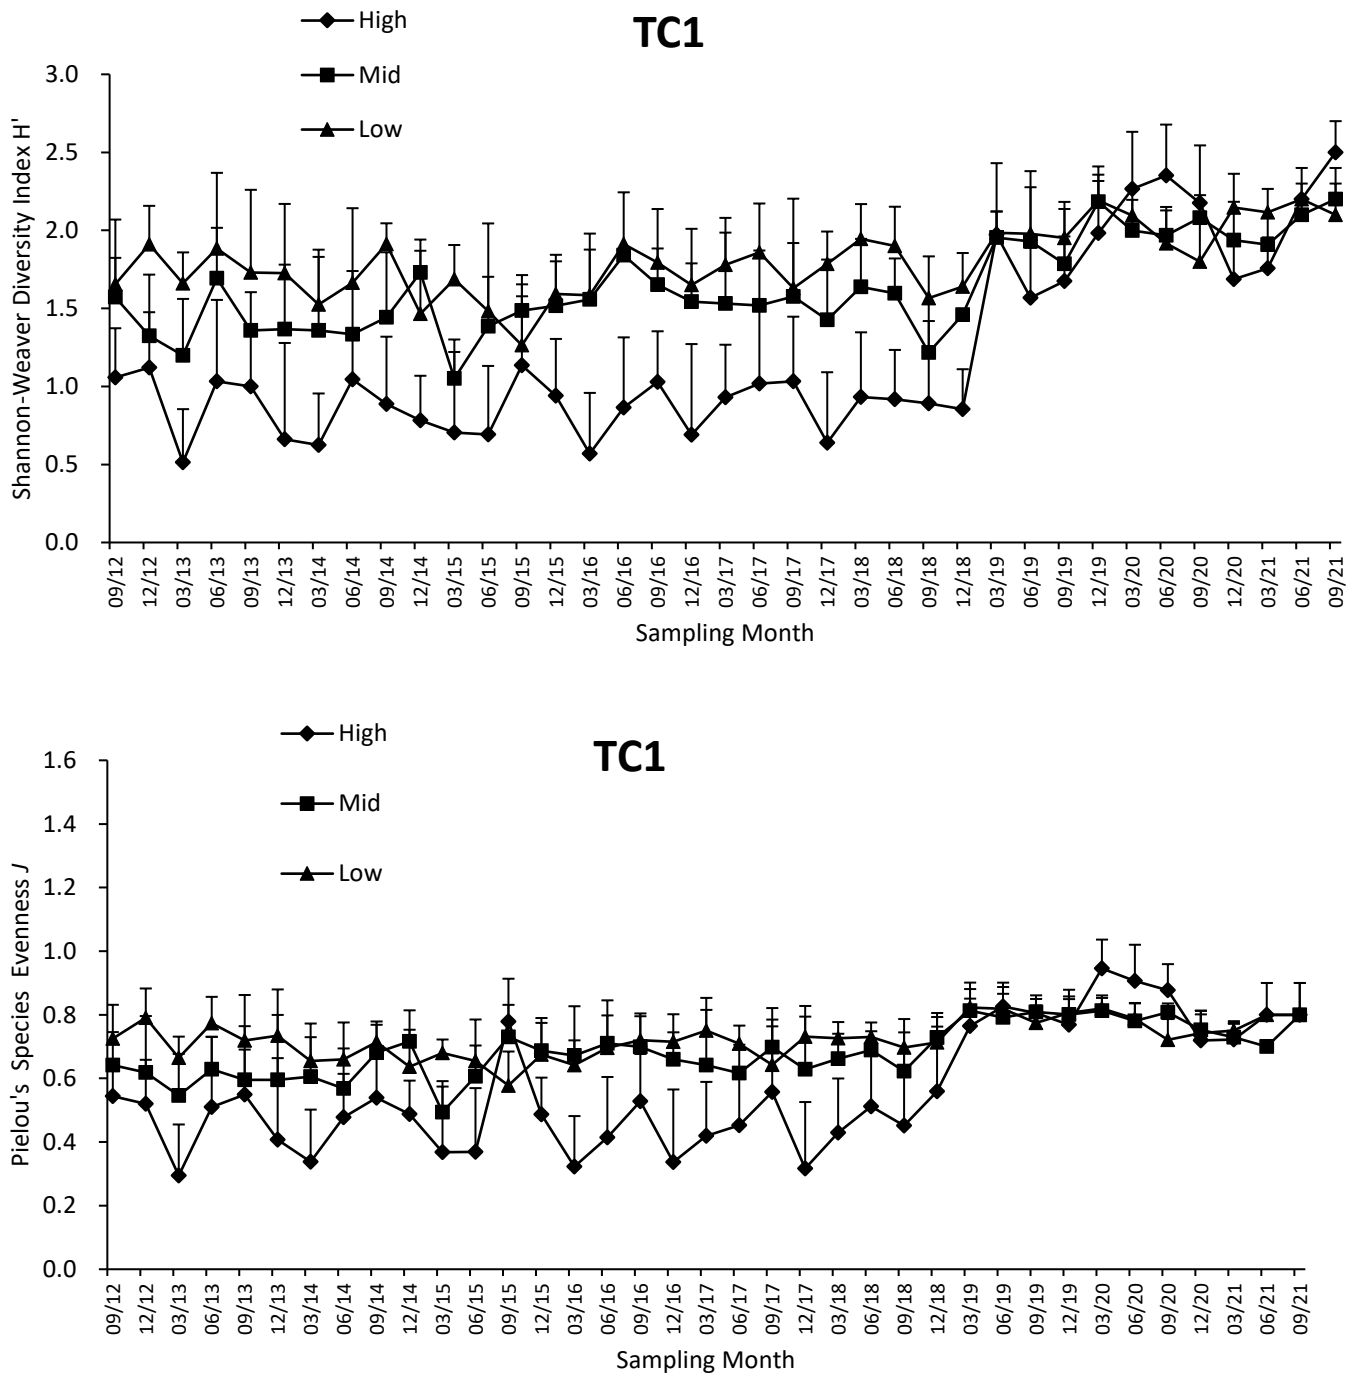 High
TC1
Mid
Low
3.0
2.5
2.0
1.5
1.0
0.5
0.0
Shannon-Weaver Diversity Index H'
09/12 12/12 03/13 06/13 09/13 12/13 03/14 06/14 09/14 12/14 03/15 06/15 09/15 12/15 03/16 06/16 09/16 12/16 03/17 06/17 09/17 12/17 03/18 06/18 09/18 12/18 03/19 06/19 09/19 12/19 03/20 06/20 09/20 12/20 03/21 06/21 09/21
Sampling Month
High
TC1
Mid
Low
1.6
1.4
1.2
1.0
0.8
0.6
0.4
0.2
0.0
Pielou's Species Evenness J
09/12 12/12 03/13 06/13 09/13 12/13 03/14 06/14 09/14 12/14 03/15 06/15 09/15 12/15 03/16 06/16 09/16 12/16 03/17 06/17 09/17 12/17 03/18 06/18 09/18 12/18 03/19 06/19 09/19 12/19 03/20 06/20 09/20 12/20 03/21 06/21 09/21
Sampling Month